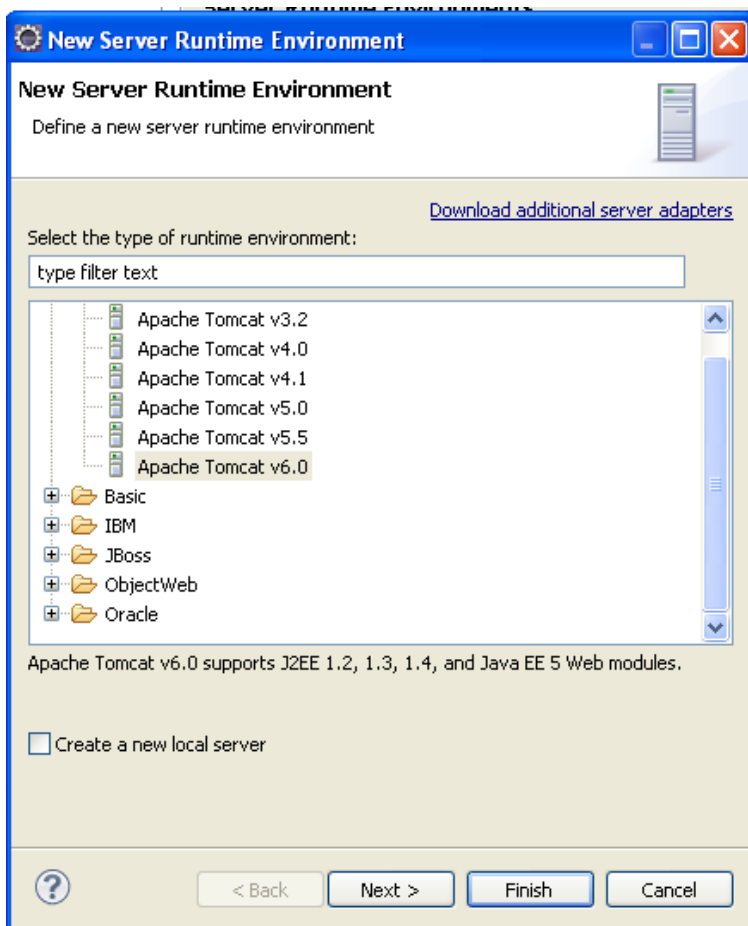 Server Runtime Environments
New Server Runtime Environment
New Server Runtime Environment
Define a new server runtime environment
Download additional server adapters
Select the type of runtime environment:
type filter text
Apache Tomcat v3.2
Apache Tomcat v4.0
Apache Tomcat v4.1
Apache Tomcat v5.0
Apache Tomcat v5.5
Apache Tomcat v6.0
Basic
IBM
JBoss
ObjectWeb
Oracle
Apache Tomcat v6.0 supports J2EE 1.2, 1.3, 1.4, and Java EE 5 Web modules.
Create a new local server
? < Back Next > Finish Cancel